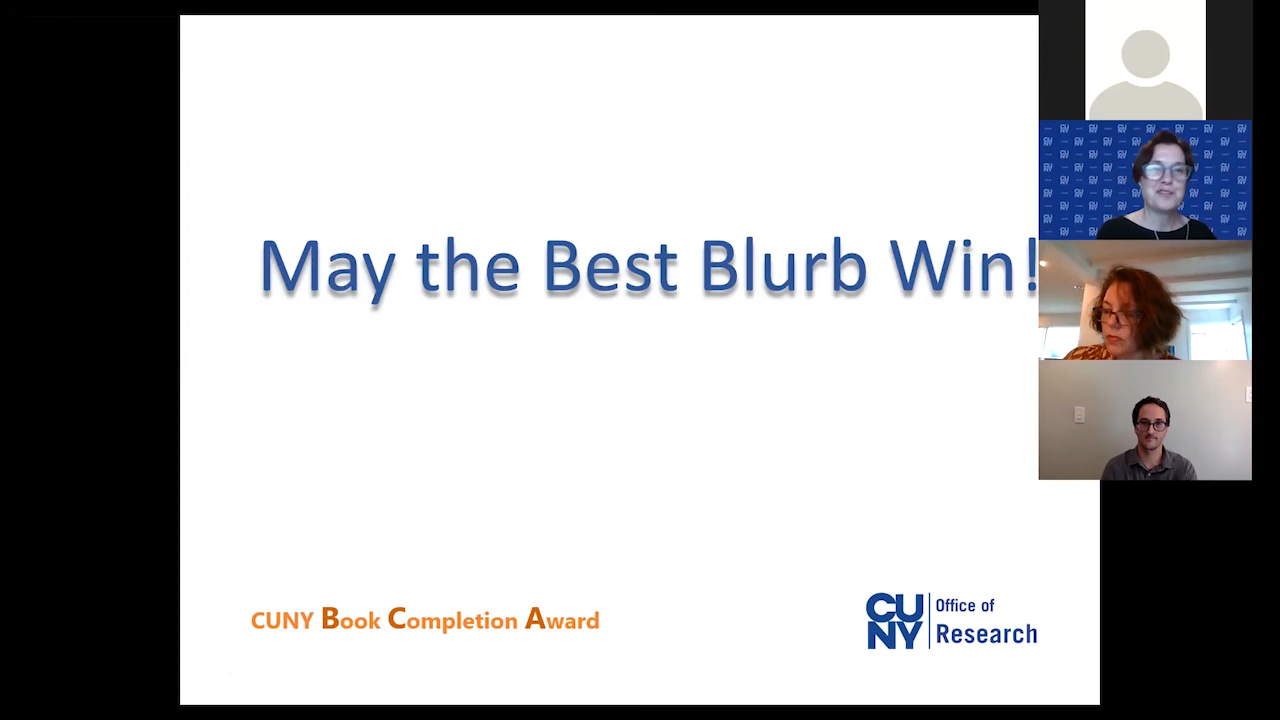 May the Best Blurb Win!
CUNY Book Completion Award
CU
NY
Office of
Research